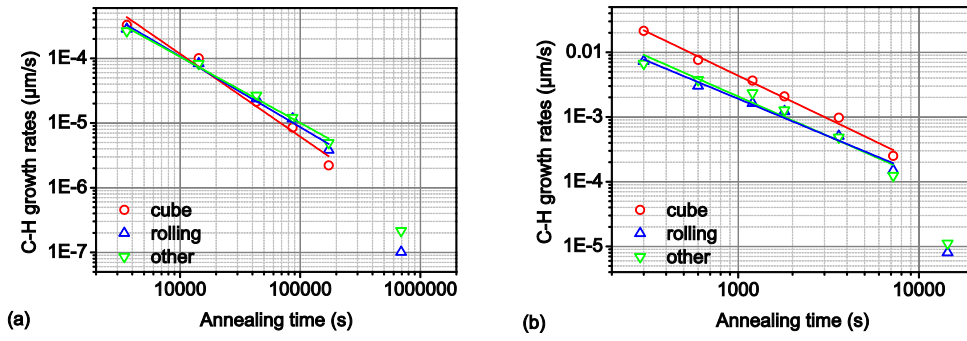 C-H growth rates (µm/s)
1E-4
1E-5
1E-6
1E-7
cube
rolling
other
10000
100000
1000000
Annealing time (s)
(a)
C-H growth rates (µm/s)
0.01
1E-3
1E-4
1E-5
cube
rolling
other
1000
10000
Annealing time (s)
(b)